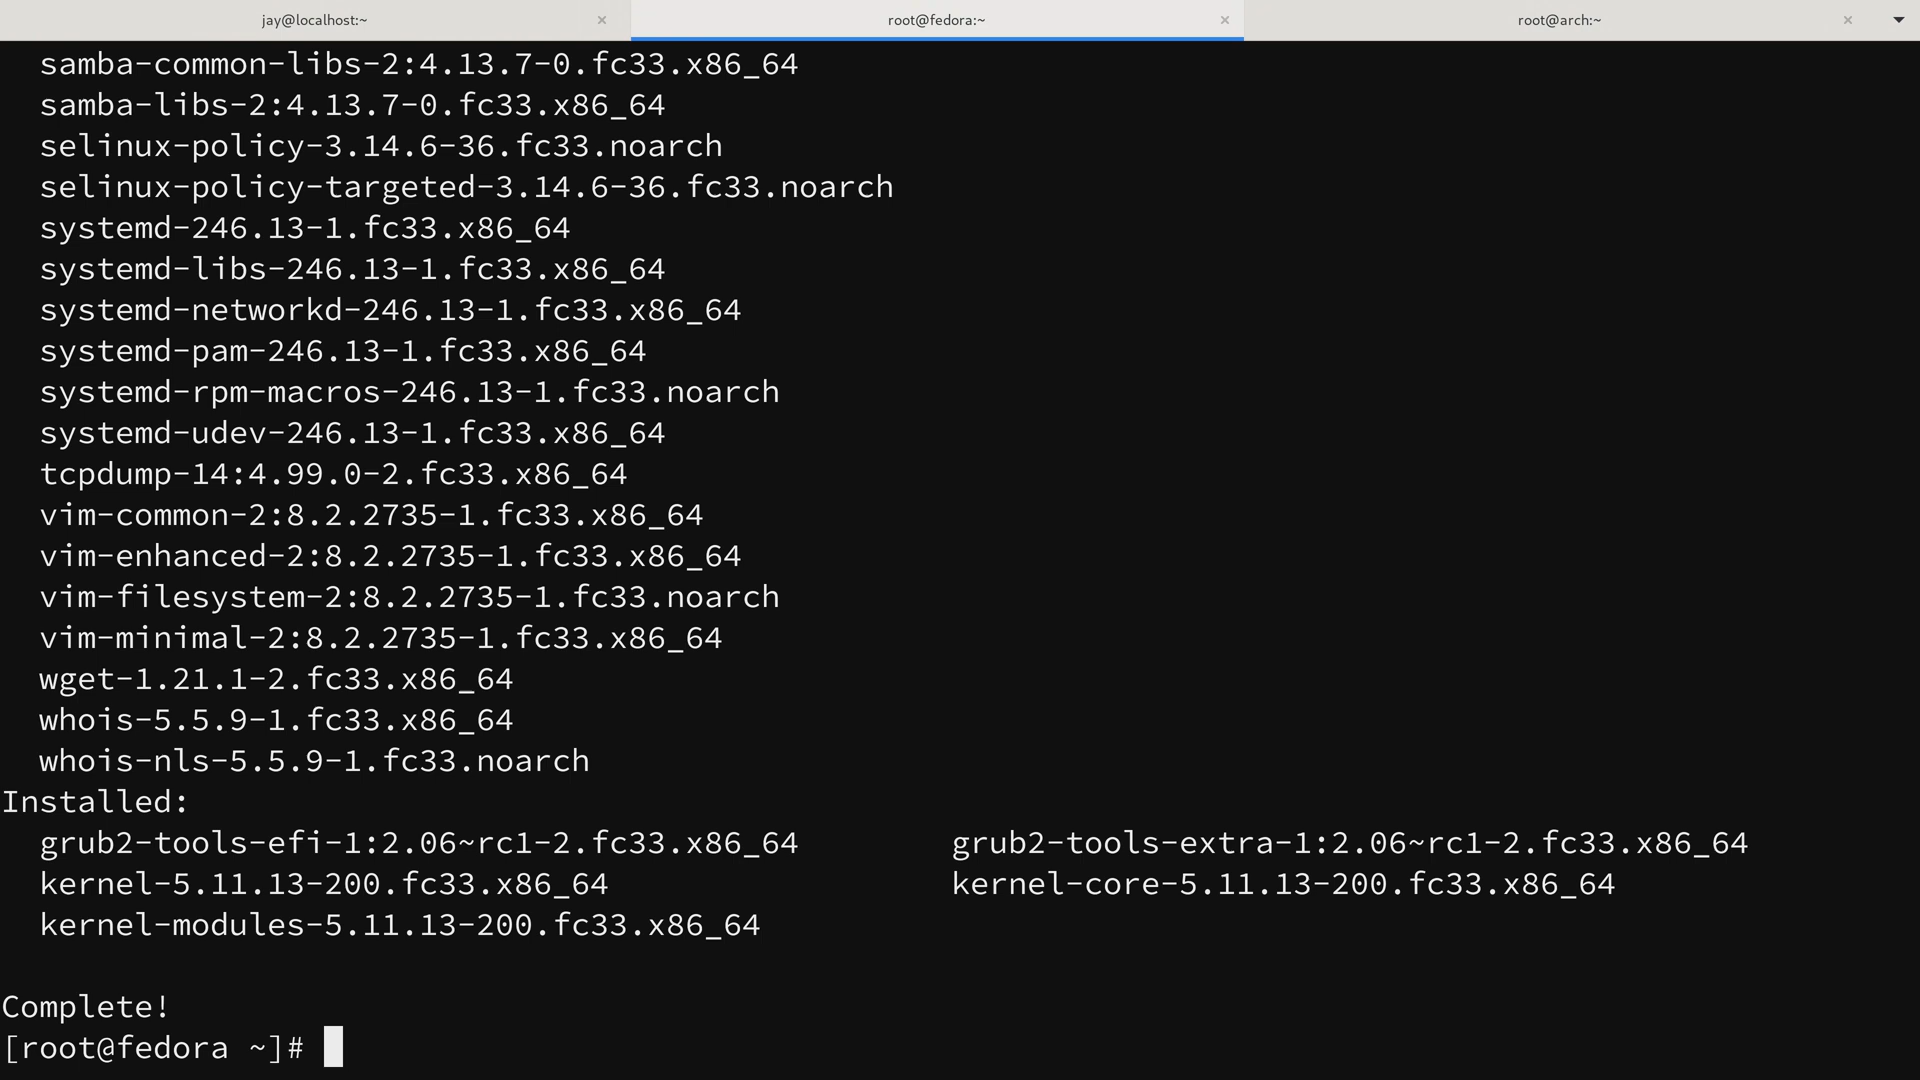 jay@localhost:~ × root@fedora:~ × root@arch:~ ×
samba-common-libs-2:4.13.7-0.fc33.x86_64
samba-libs-2:4.13.7-0.fc33.x86_64
selinux-policy-3.14.6-36.fc33.noarch
selinux-policy-targeted-3.14.6-36.fc33.noarch
systemd-246.13-1.fc33.x86_64
systemd-libs-246.13-1.fc33.x86_64
systemd-networkd-246.13-1.fc33.x86_64
systemd-pam-246.13-1.fc33.x86_64
systemd-rpm-macros-246.13-1.fc33.noarch
systemd-udev-246.13-1.fc33.x86_64
tcpdump-14:4.99.0-2.fc33.x86_64
vim-common-2:8.2.2735-1.fc33.x86_64
vim-enhanced-2:8.2.2735-1.fc33.x86_64
vim-filesystem-2:8.2.2735-1.fc33.noarch
vim-minimal-2:8.2.2735-1.fc33.x86_64
wget-1.21.1-2.fc33.x86_64
whois-5.5.9-1.fc33.x86_64
whois-nls-5.5.9-1.fc33.noarch
Installed:
grub2-tools-efi-1:2.06~rc1-2.fc33.x86_64 grub2-tools-extra-1:2.06~rc1-2.fc33.x86_64
kernel-5.11.13-200.fc33.x86_64 kernel-core-5.11.13-200.fc33.x86_64
kernel-modules-5.11.13-200.fc33.x86_64
Complete!
[root@fedora ~]#